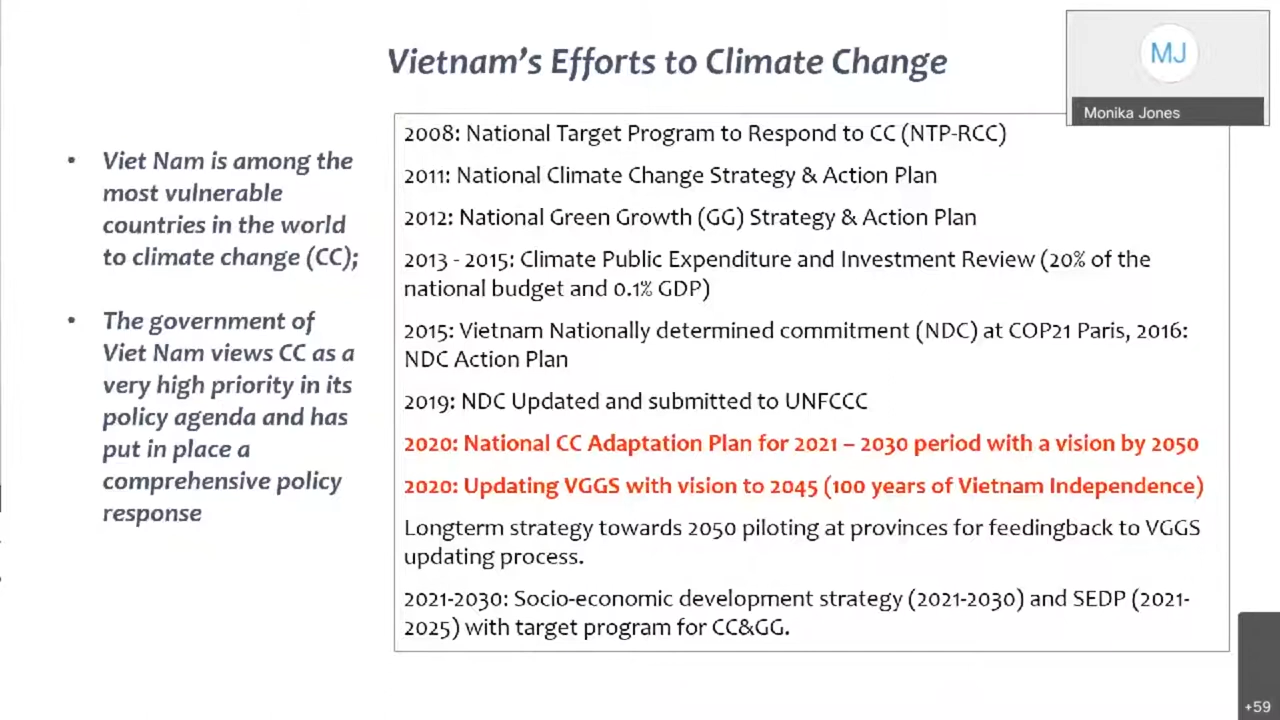 Vietnam's Efforts to Climate Change
MJ
Monika Jones
• Viet Nam is among the
most vulnerable
countries in the world
to climate change (CC);
• The government of
Viet Nam views CC as a
very high priority in its
policy agenda and has
put in place a
comprehensive policy
response
2008: National Target Program to Respond to CC (NTP-RCC)
2011: National Climate Change Strategy & Action Plan
2012: National Green Growth (GG) Strategy & Action Plan
2013 - 2015: Climate Public Expenditure and Investment Review (20% of the
national budget and 0.1% GDP)
2015: Vietnam Nationally determined commitment (NDC) at COP21 Paris, 2016:
NDC Action Plan
2019: NDC Updated and submitted to UNFCCC
2020: National CC Adaptation Plan for 2021 – 2030 period with a vision by 2050
2020: Updating VGGS with vision to 2045 (100 years of Vietnam Independence)
Longterm strategy towards 2050 piloting at provinces for feedingback to VGGS
updating process.
2021-2030: Socio-economic development strategy (2021-2030) and SEDP (2021-
2025) with target program for CC&GG.
+59